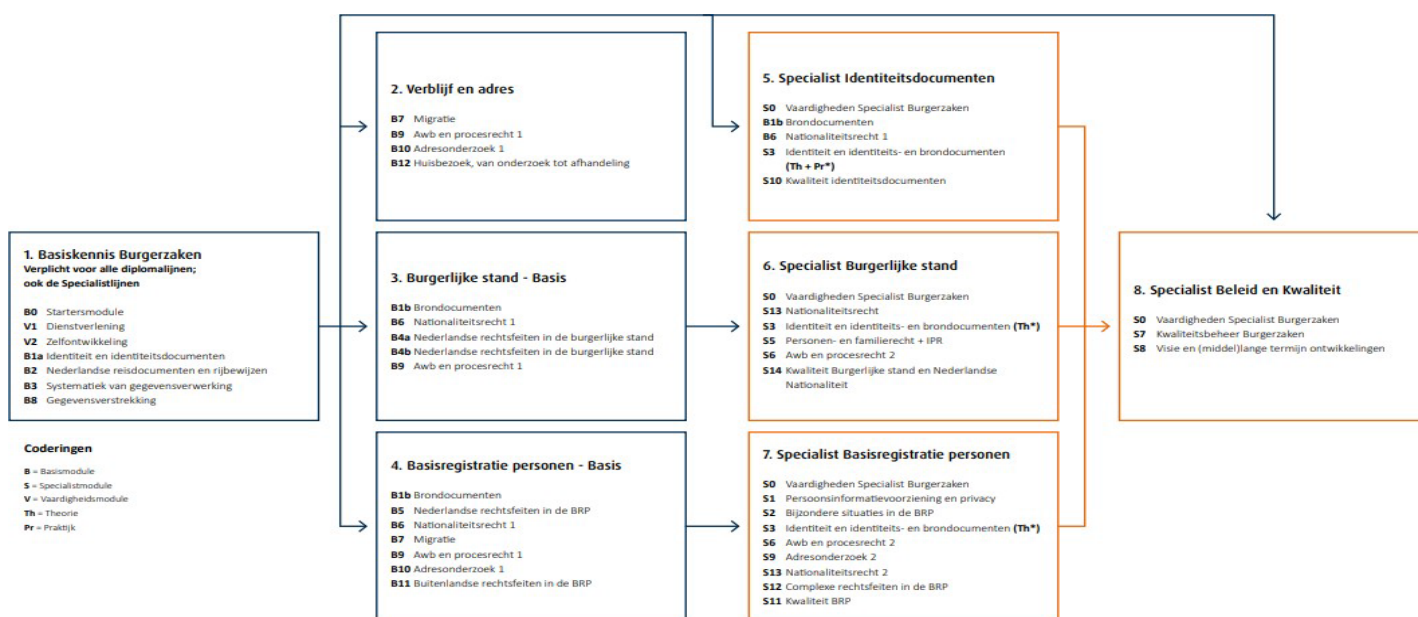 1. Basiskennis Burgerzaken
Verplicht voor alle diplomalijnen;
ook de Specialistlijnen
B0 Startersmodule
V1 Dienstverlening
V2 Zelfontwikkeling
B1a Identiteit en identiteitsdocumenten
B2 Nederlandse reisdocumenten en rijbewijzen
B3 Systematiek van gegevensverwerking
B8 Gegevensverstrekking
Coderingen
B = Basismodule
S = Specialistmodule
V = Vaardigheidsmodule
Th = Theorie
Pr = Praktijk
2. Verblijf en adres
B7 Migratie
B9 Awb en procesrecht 1
B10 Adresonderzoek 1
B12 Huisbezoek, van onderzoek tot afhandeling
3. Burgerlijke stand - Basis
B1b Brondocumenten
B6 Nationaliteitsrecht 1
B4a Nederlandse rechtsfeiten in de burgerlijke stand
B4b Nederlandse rechtsfeiten in de burgerlijke stand
B9 Awb en procesrecht 1
4. Basisregistratie personen - Basis
B1b Brondocumenten
B5 Nederlandse rechtsfeiten in de BRP
B6 Nationaliteitsrecht 1
B7 Migratie
B9 Awb en procesrecht 1
B10 Adresonderzoek 1
B11 Buitenlandse rechtsfeiten in de BRP
5. Specialist Identiteitsdocumenten
S0 Vaardigheden Specialist Burgerzaken
B1b Brondocumenten
B6 Nationaliteitsrecht 1
S3 Identiteit en identiteits- en brondocumenten
(Th + Pr*)
S10 Kwaliteit identiteitsdocumenten
6. Specialist Burgerlijke stand
S0 Vaardigheden Specialist Burgerzaken
S13 Nationaliteitsrecht
S3 Identiteit en identiteits- en brondocumenten (Th*)
S5 Personen- en familierecht + IPR
S6 Awb en procesrecht 2
S14 Kwaliteit Burgerlijke stand en Nederlandse
Nationaliteit
7. Specialist Basisregistratie personen
S0 Vaardigheden Specialist Burgerzaken
S1 Persoonsinformatievoorziening en privacy
S2 Bijzondere situaties in de BRP
S3 Identiteit en identiteits- en brondocumenten (Th*)
S6 Awb en procesrecht 2
S9 Adresonderzoek 2
S13 Nationaliteitsrecht 2
S12 Complexe rechtsfeiten in de BRP
S11 Kwaliteit BRP
8. Specialist Beleid en Kwaliteit
S0 Vaardigheden Specialist Burgerzaken
S7 Kwaliteitsbeheer Burgerzaken
S8 Visie en (middel)lange termijn ontwikkelingen